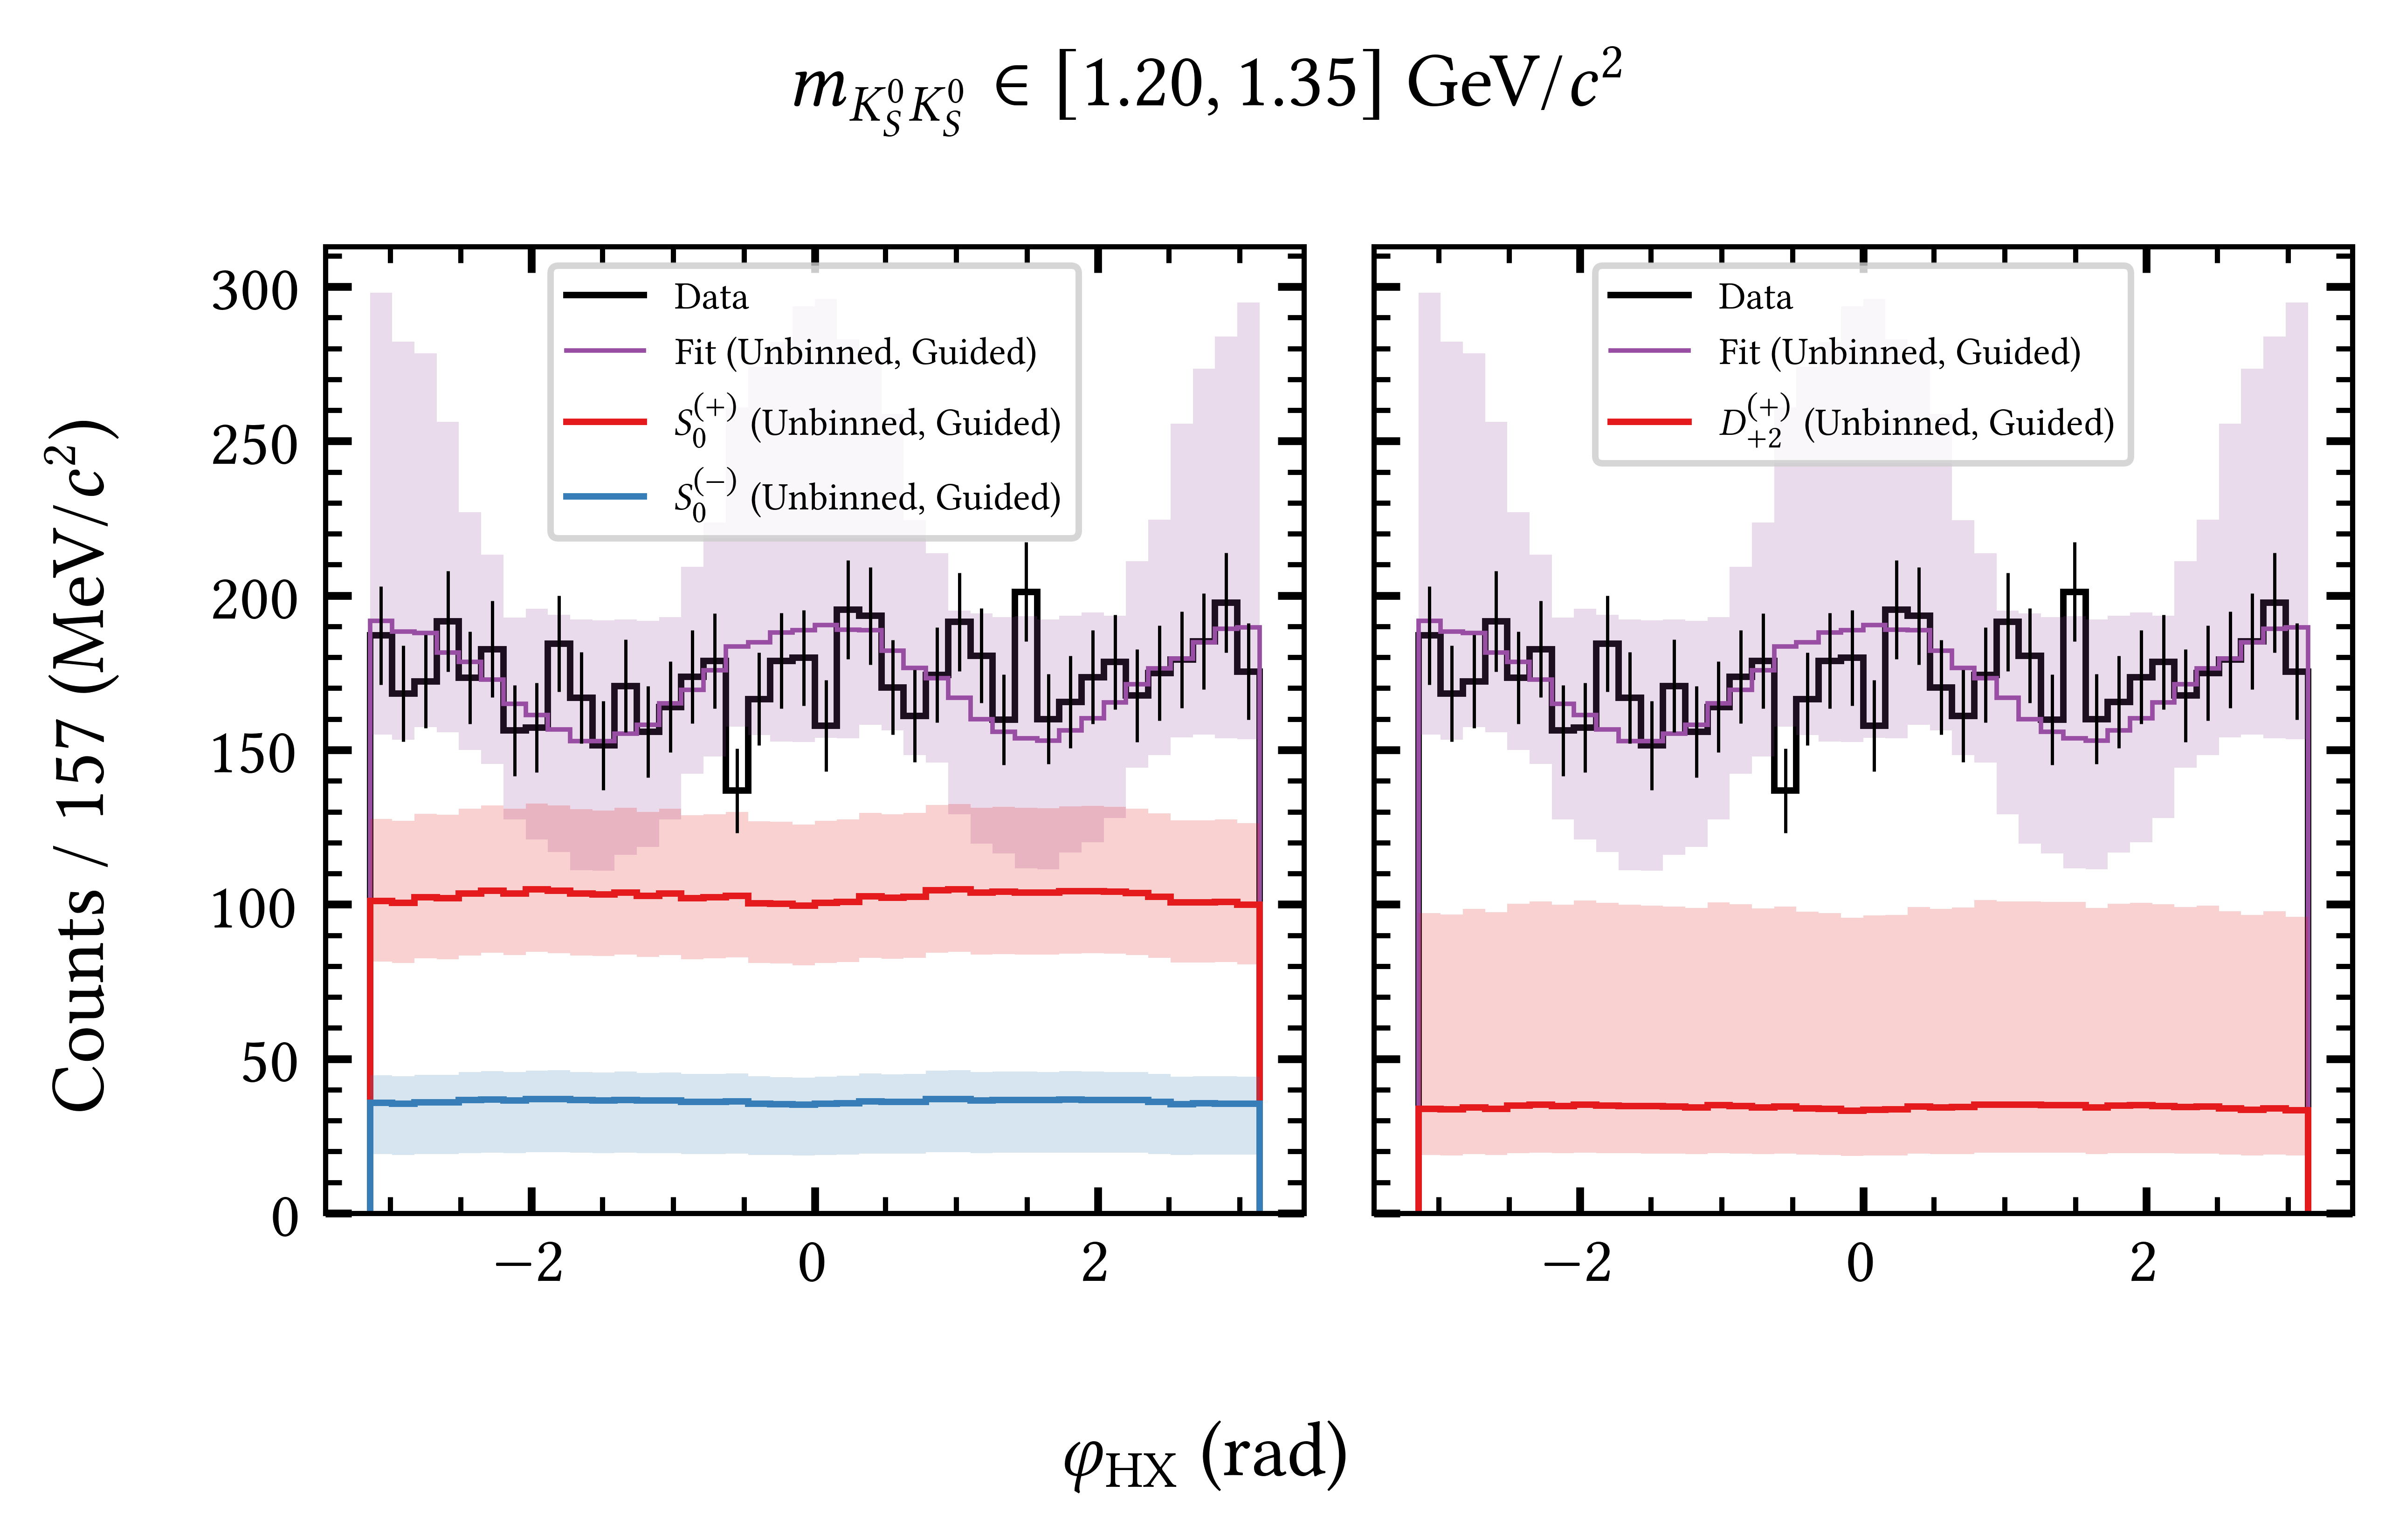 m_{K_S^0 K_S^0} ∈ [1.20, 1.35] GeV/c²
Counts / 157 (MeV/c²)
300
250
200
150
100
50
0
Data
Fit (Unbinned, Guided)
S_0^{(+)} (Unbinned, Guided)
S_0^{(−)} (Unbinned, Guided)
−2
0
2
Data
Fit (Unbinned, Guided)
D_{+2}^{(+)} (Unbinned, Guided)
−2
0
2
φ_{HX} (rad)